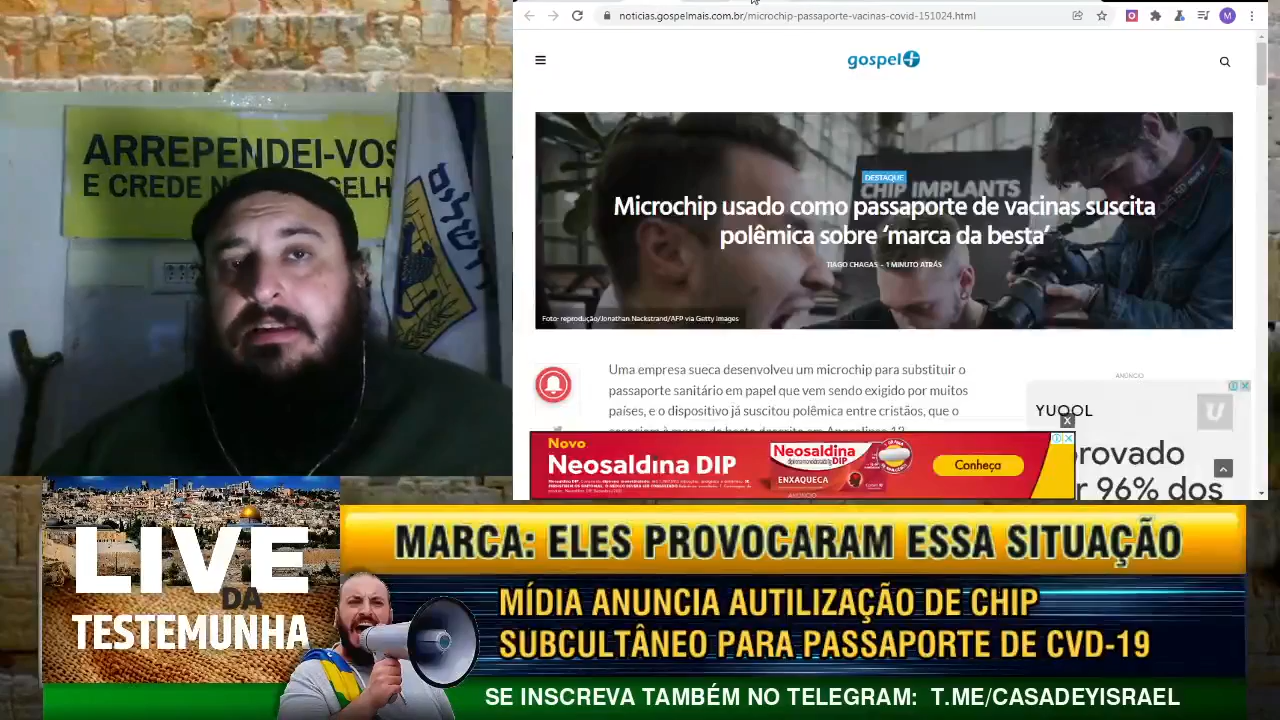 ARREPENDEI-VOS
E CREDE
noticias.gospelmais.com.br/microchip-passaporte-vacinas-covid-151024.html
M
gospel+
DESTAQUE
CHIP IMPLANTS
Microchip usado como passaporte de vacinas suscita
polêmica sobre ‘marca da besta’
TIAGO CHAGAS - 1 MINUTO ATRÁS
Foto: reprodução/Jonathan Nackstrand/AFP via Getty Images
Uma empresa sueca desenvolveu um microchip para substituir o
passaporte sanitário em papel que vem sendo exigido por muitos
países, e o dispositivo já suscitou polêmica entre cristãos, que o
ANÚNCIO
YUOOL
provado
96% dos
Novo
Neosaldina DIP
Neosaldina
DIP
ENXAQUECA
Conheça
ANÚNCIO
ירושלים
LIVE
DA
TESTEMUNHA
MARCA: ELES PROVOCARAM ESSA SITUAÇÃO
MÍDIA ANUNCIA AUTILIZAÇÃO DE CHIP
SUBCULTÂNEO PARA PASSAPORTE DE CVD-19
SE INSCREVA TAMBÉM NO TELEGRAM: T.ME/CASADEYISRAEL